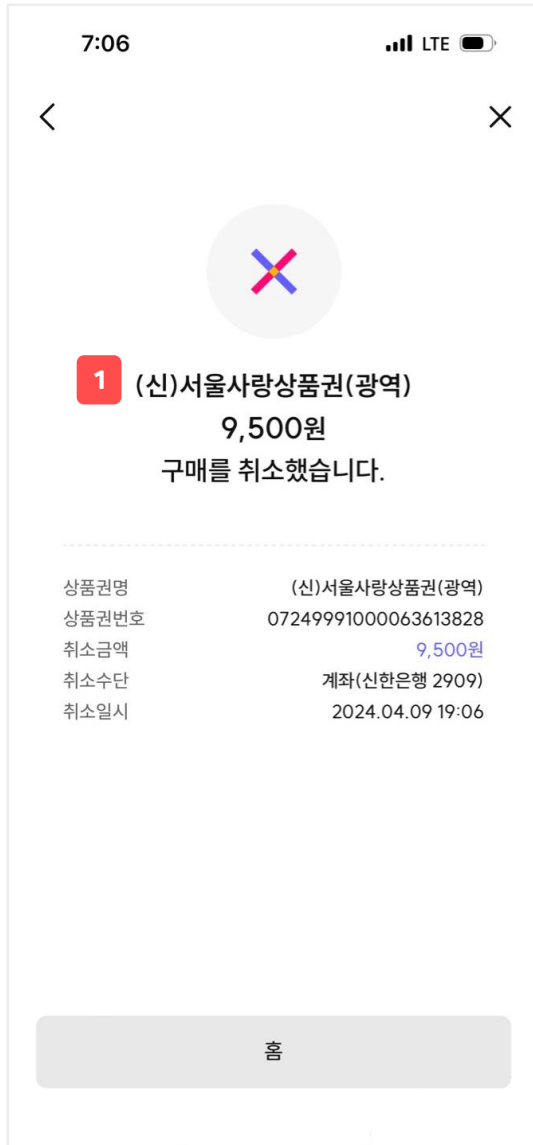 7:06 LTE
1 (신)서울사랑상품권(광역)
9,500원
구매를 취소했습니다.
상품권명 (신)서울사랑상품권(광역)
상품권번호 07249991000063613828
취소금액 9,500원
취소수단 계좌(신한은행 2909)
취소일시 2024.04.09 19:06
홈